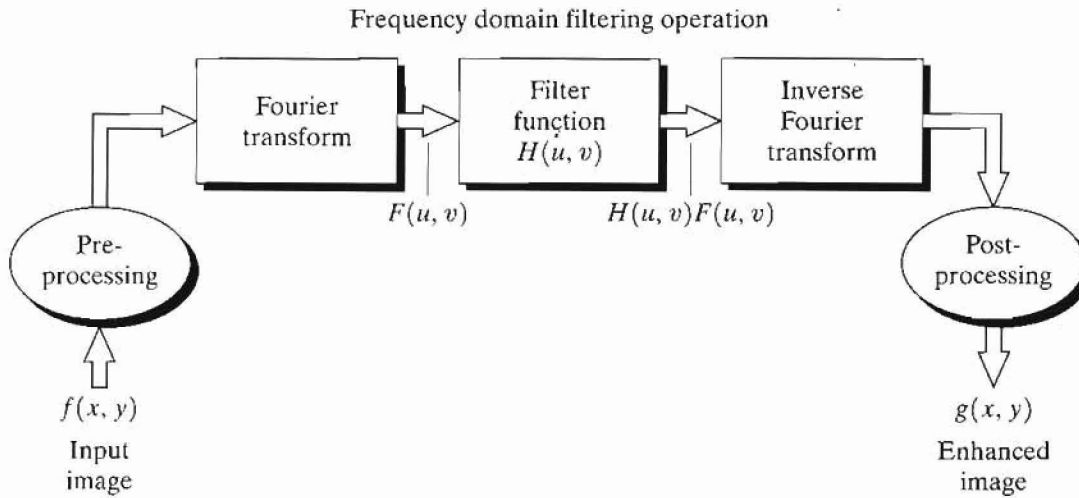 Frequency domain filtering operation
Fourier
transform
Filter
function
H(u, v)
Inverse
Fourier
transform
F(u, v)
H(u, v)F(u, v)
Pre-
processing
Post-
processing
f(x, y)
Input
image
g(x, y)
Enhanced
image